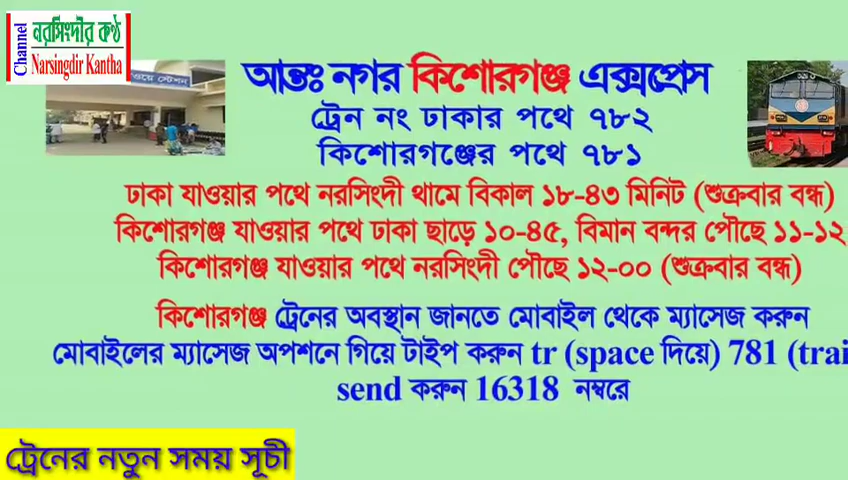 Channel
নরসিংদীর কণ্ঠ
Narsingdir Kantha
ওয়ে স্টেশন
আন্তঃ নগর কিশোরগঞ্জ এক্সপ্রেস
ট্রেন নং ঢাকার পথে ৭৮২
কিশোরগঞ্জের পথে ৭৮১
ঢাকা যাওয়ার পথে নরসিংদী থামে বিকাল ১৮-৪৩ মিনিট (শুক্রবার বন্ধ)
কিশোরগঞ্জ যাওয়ার পথে ঢাকা ছাড়ে ১০-৪৫, বিমান বন্দর পৌছে ১১-১২
কিশোরগঞ্জ যাওয়ার পথে নরসিংদী পৌছে ১২-০০ (শুক্রবার বন্ধ)
কিশোরগঞ্জ ট্রেনের অবস্থান জানতে মোবাইল থেকে ম্যাসেজ করুন
মোবাইলের ম্যাসেজ অপশনে গিয়ে টাইপ করুন tr (space দিয়ে) 781 (trai
send করুন 16318 নম্বরে
ট্রেনের নতুন সময় সূচী